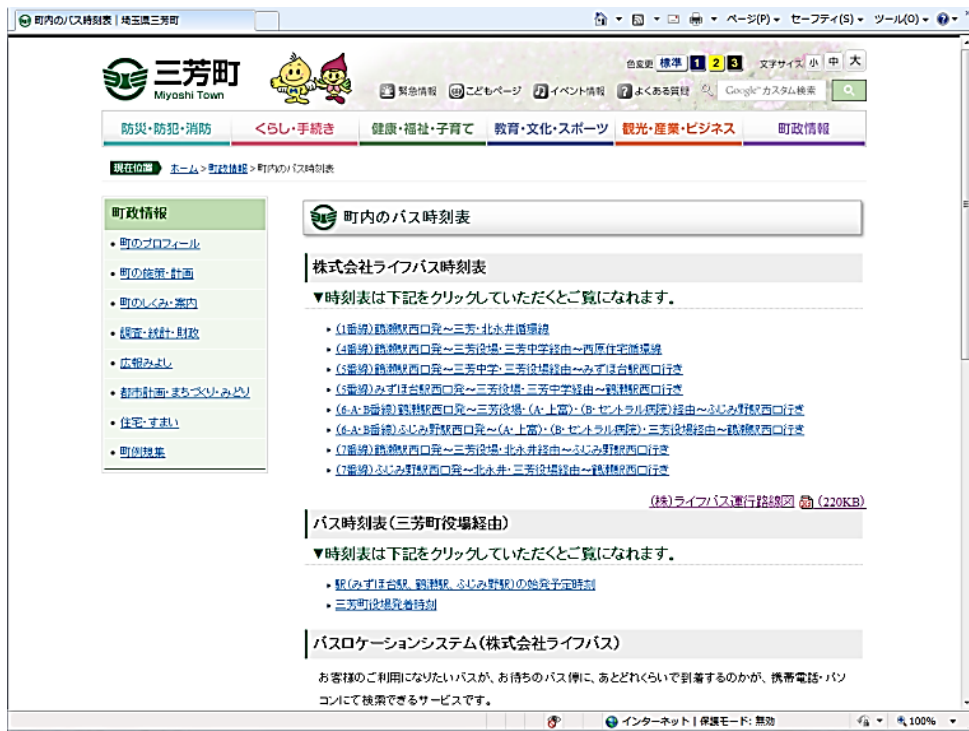 町内のバス時刻表 | 埼玉県三芳町
ページ(P) セーフティ(S) ツール(O)
三芳町
Miyoshi Town
色変更 標準 1 2 3 文字サイズ 小 中 大
緊急情報 こどもページ イベント情報 よくある質問 Google カスタム検索
防災・防犯・消防 くらし・手続き 健康・福祉・子育て 教育・文化・スポーツ 観光・産業・ビジネス 町政情報
現在位置 ホーム > 町政情報 > 町内のバス時刻表
町政情報
・町のプロフィール
・町の施策・計画
・町のしくみ・案内
・調査・統計・財政
・広報みよし
・都市計画・まちづくり・みどり
・住宅・すまい
・町例規集
町内のバス時刻表
株式会社ライフバス時刻表
▼時刻表は下記をクリックしていただくとご覧になれます。
・(1番線)鶴瀬駅西口発～三芳・北永井循環線
・(4番線)鶴瀬駅西口発～三芳役場・三芳中学経由～西原住宅循環線
・(5番線)鶴瀬駅西口発～三芳中学・三芳役場経由～みずほ台駅西口行き
・(5番線)みずほ台駅西口発～三芳役場・三芳中学経由～鶴瀬駅西口行き
・(6-A・B番線)鶴瀬駅西口発～三芳役場・(A・上富)・(B・セントラル病院)経由～ふじみ野駅西口行き
・(6-A・B番線)ふじみ野駅西口発～(A・上富)・(B・セントラル病院)・三芳役場経由～鶴瀬駅西口行き
・(7番線)鶴瀬駅西口発～三芳役場・北永井経由～ふじみ野駅西口行き
・(7番線)ふじみ野駅西口発～北永井・三芳役場経由～鶴瀬駅西口行き
(株)ライフバス運行路線図 (220KB)
バス時刻表(三芳町役場経由)
▼時刻表は下記をクリックしていただくとご覧になれます。
・駅(みずほ台駅、鶴瀬駅、ふじみ野駅)の始発予定時刻
・三芳町役場発着時刻
バスロケーションシステム(株式会社ライフバス)
お客様のご利用になりたいバスが、お待ちのバス停に、あとどれくらいで到着するのかが、携帯電話・パソ
コンにて検索できるサービスです。
インターネット | 保護モード: 無効 100%